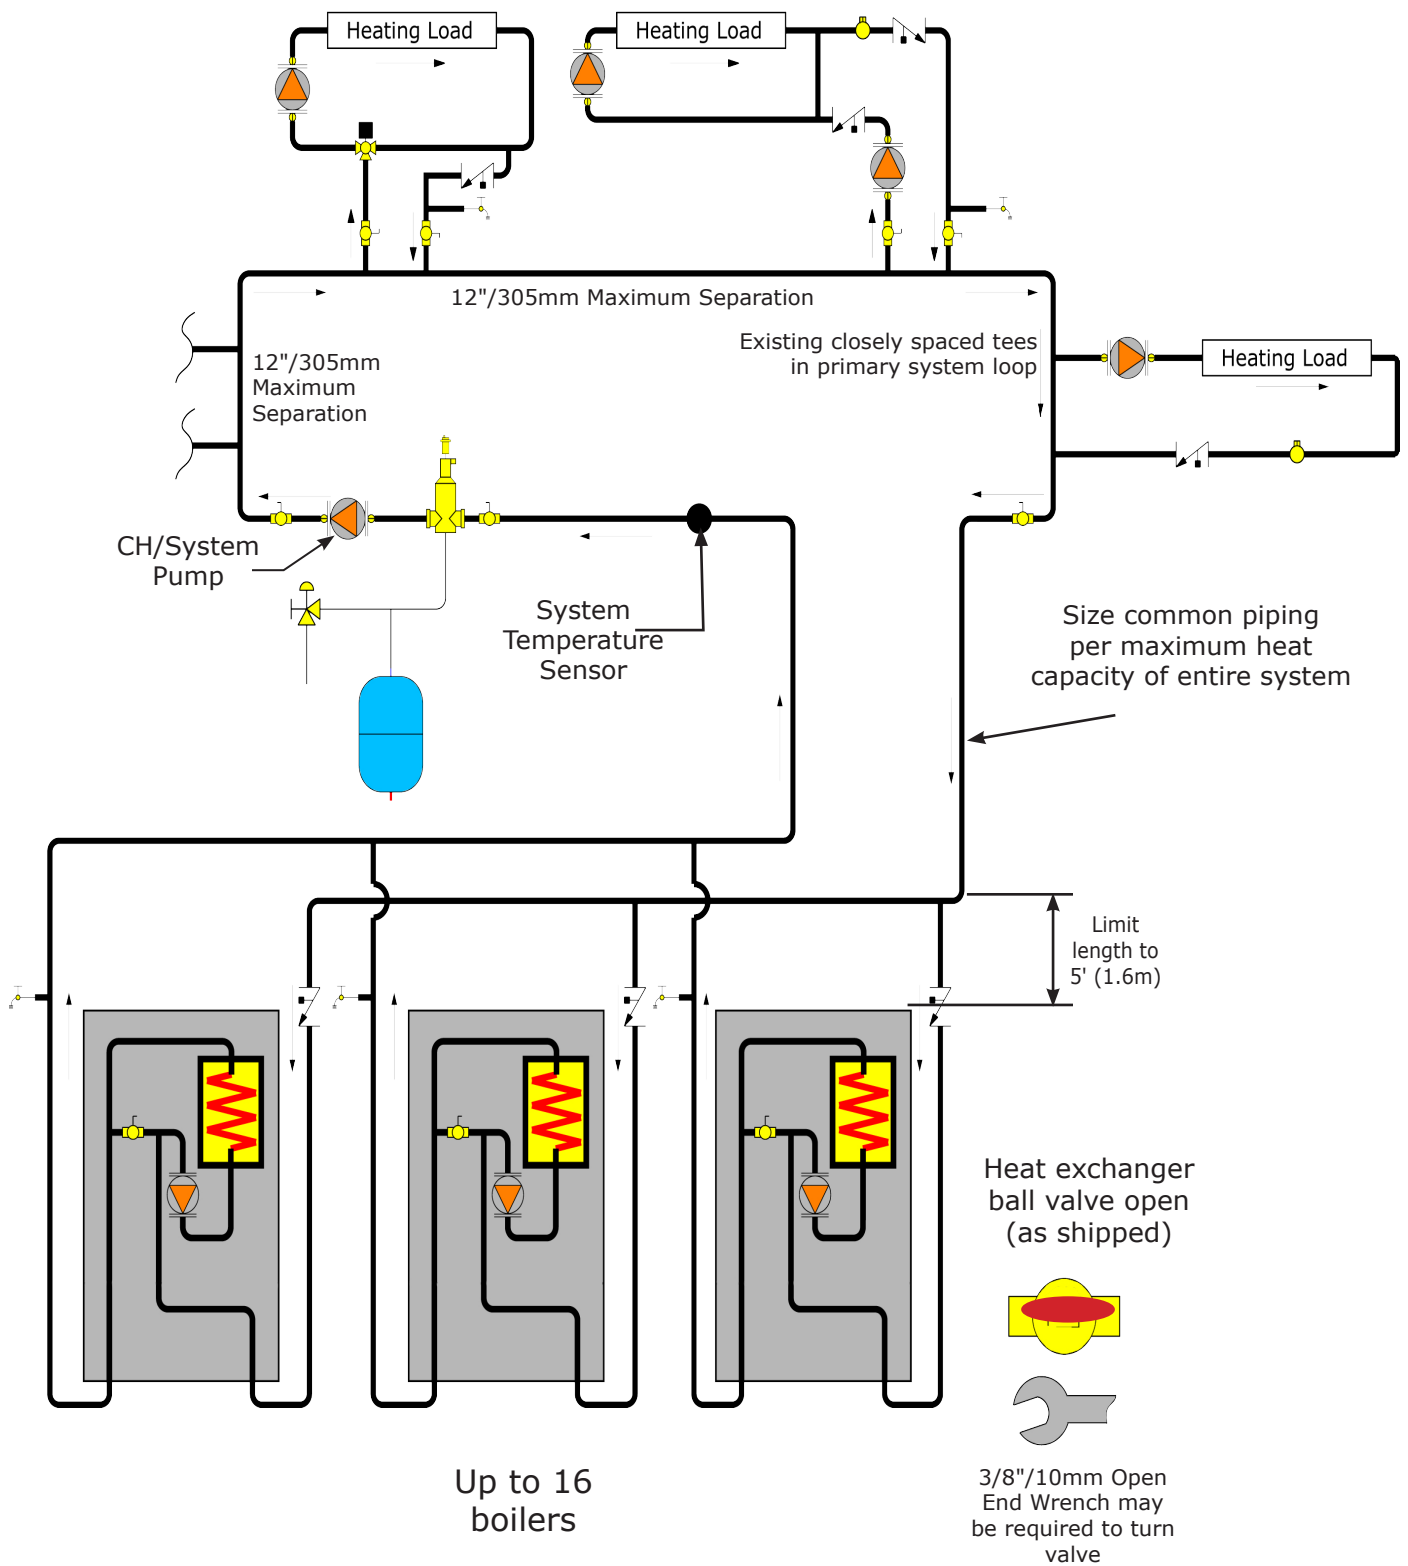 Heating Load
Heating Load
12"/305mm Maximum Separation
Existing closely spaced tees
in primary system loop
12"/305mm
Maximum
Separation
Heating Load
CH/System
Pump
System
Temperature
Sensor
Size common piping
per maximum heat
capacity of entire system
Limit
length to
5' (1.6m)
Heat exchanger
ball valve open
(as shipped)
Up to 16
boilers
3/8"/10mm Open
End Wrench may
be required to turn
valve